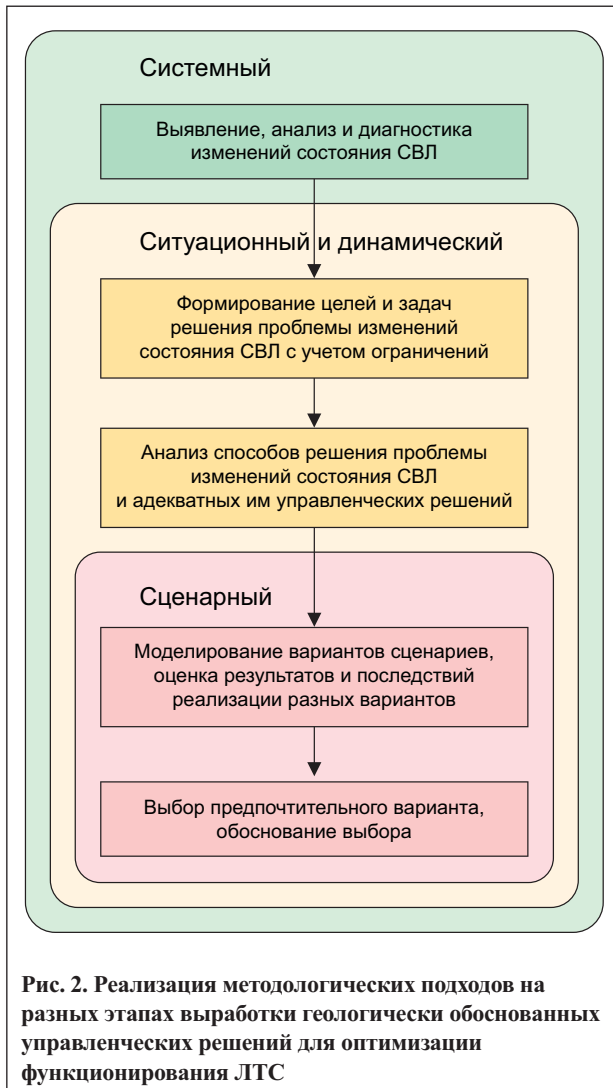 Системный
Выявление, анализ и диагностика
изменений состояния СВЛ
Ситуационный и динамический
Формирование целей и задач
решения проблемы изменений
состояния СВЛ с учетом ограничений
Анализ способов решения проблемы
изменений состояния СВЛ
и адекватных им управленческих решений
Сценарный
Моделирование вариантов сценариев,
оценка результатов и последствий
реализации разных вариантов
Выбор предпочтительного варианта,
обоснование выбора
Рис. 2. Реализация методологических подходов на
разных этапах выработки геологически обоснованных
управленческих решений для оптимизации
функционирования ЛТС